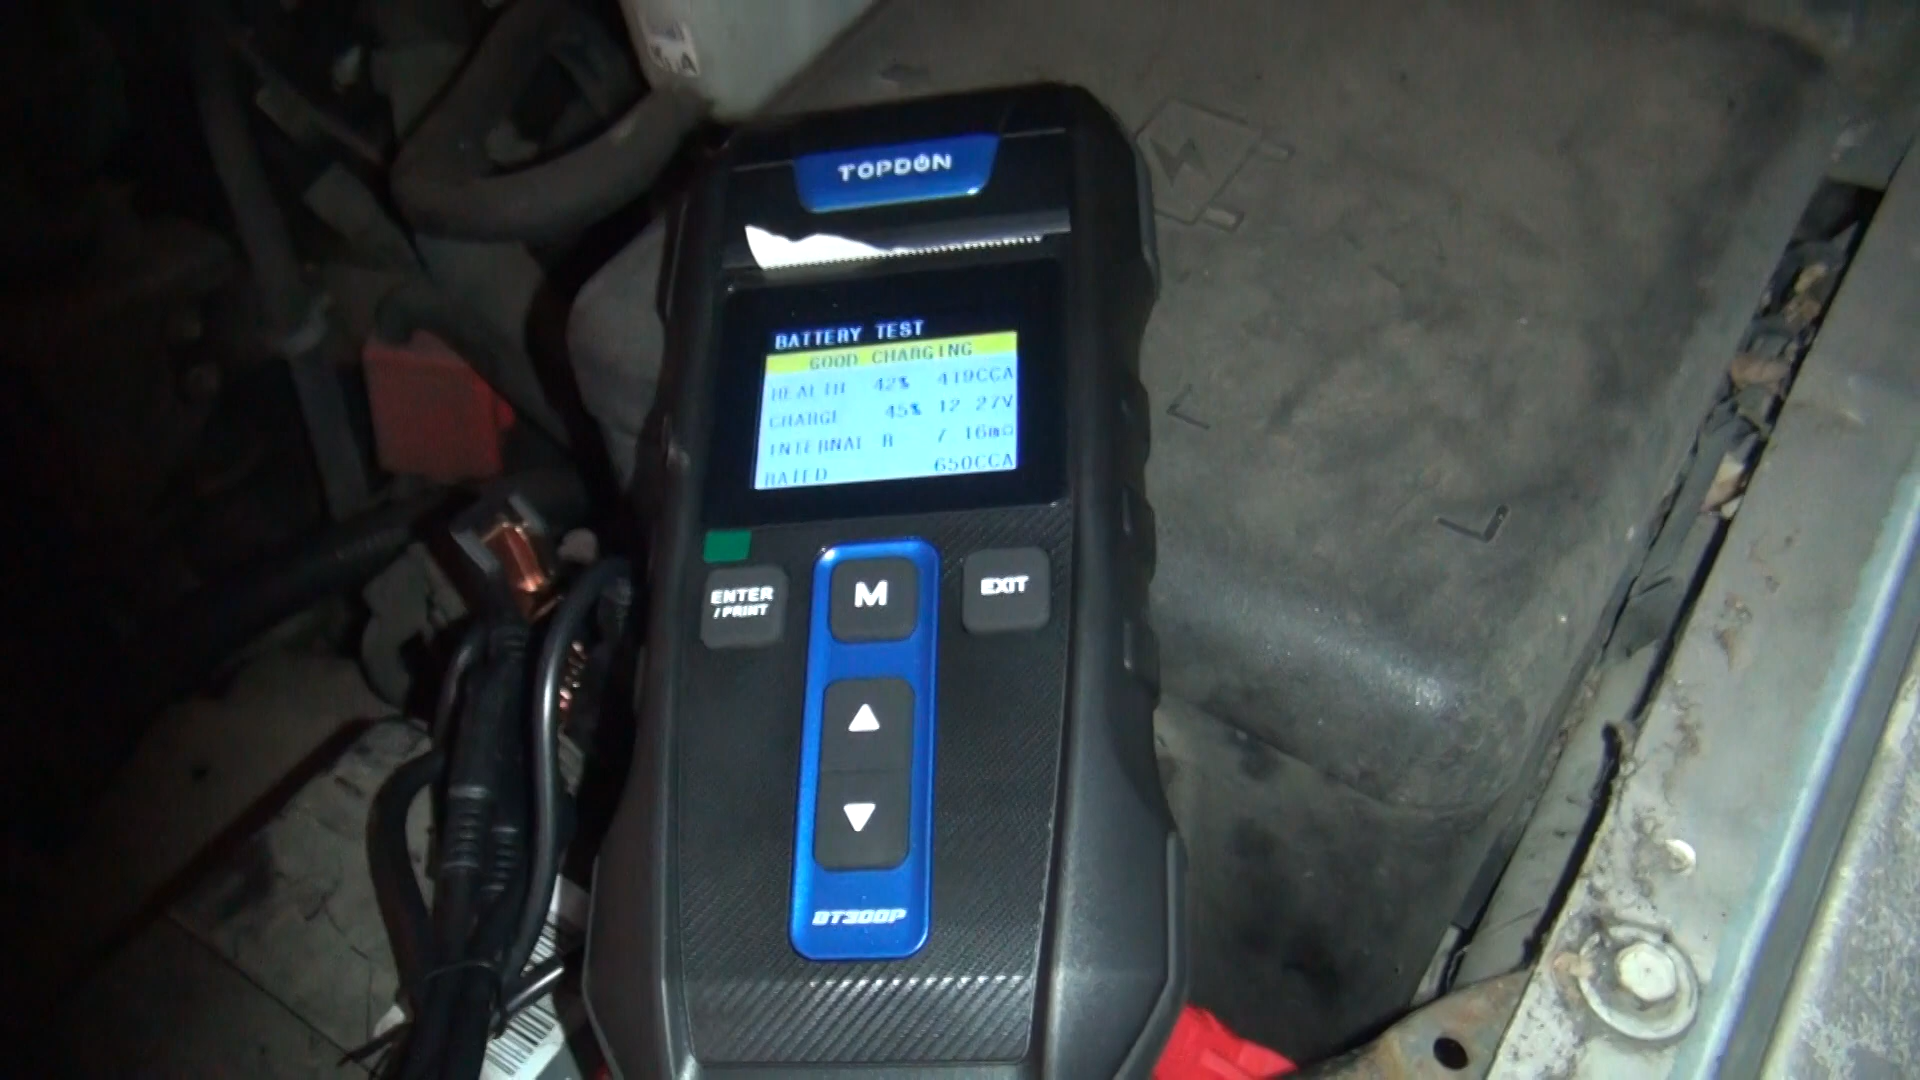 TOPDON
BATTERY TEST
GOOD CHARGING
HEALTH 42% 419CCA
CHARGE 45% 12.27V
INTERNAL R 7.16mΩ
RATED 650CCA
ENTER
/PRINT
M
EXIT
BT300P